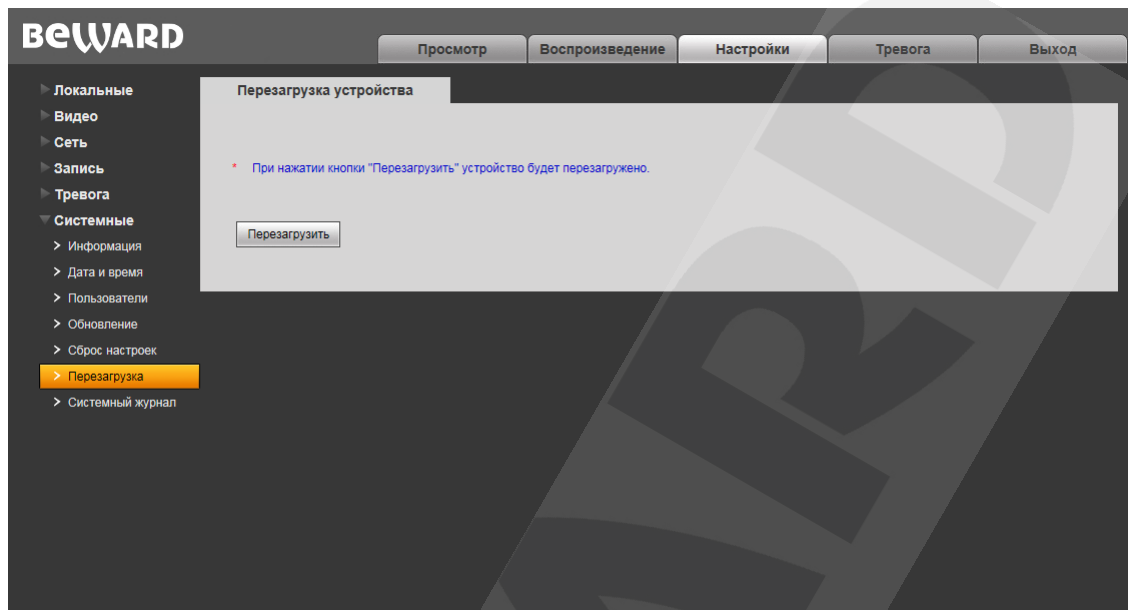 BEWARD
Просмотр
Воспроизведение
Настройки
Тревога
Выход
Локальные
Видео
Сеть
Запись
Тревога
Системные
Информация
Дата и время
Пользователи
Обновление
Сброс настроек
Перезагрузка
Системный журнал
Перезагрузка устройства
* При нажатии кнопки "Перезагрузить" устройство будет перезагружено.
Перезагрузить